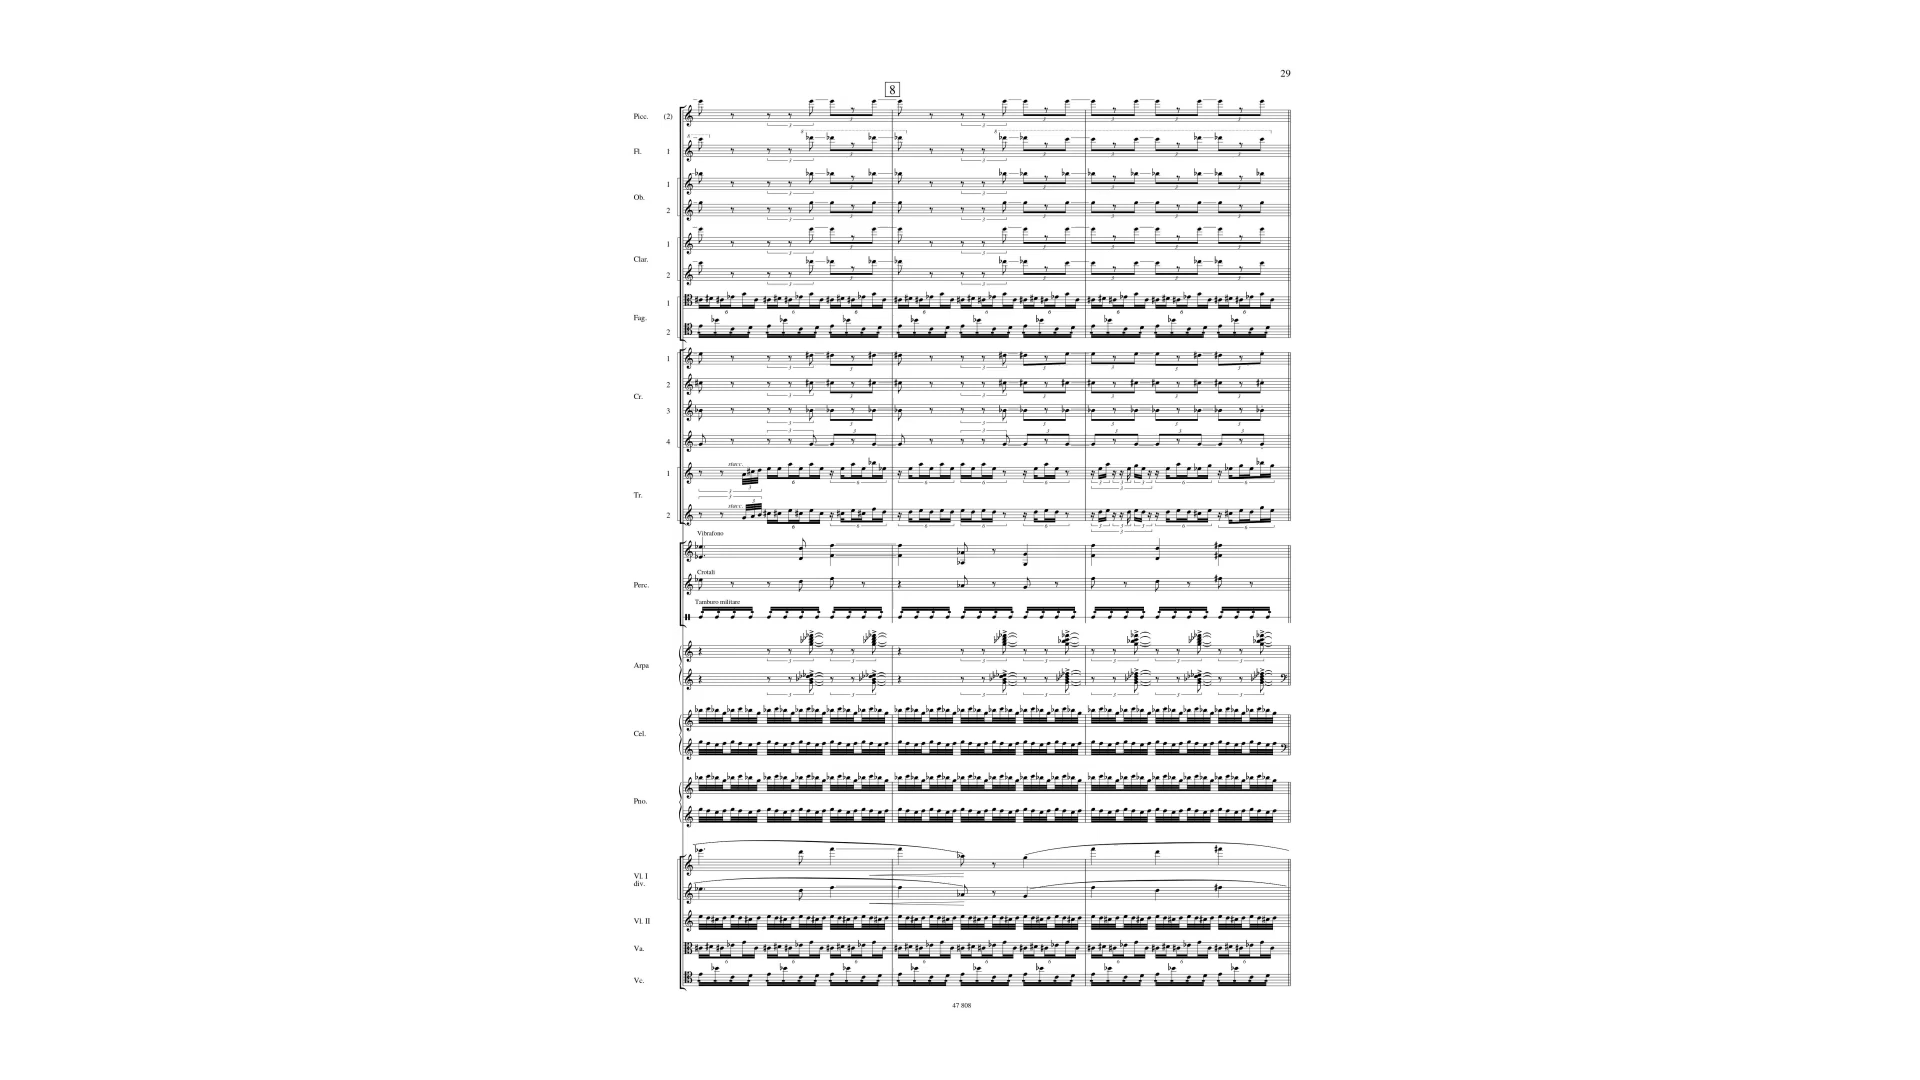 29
8
Picc. (2)
Fl. 1
Ob. 1
2
Clar. 1
2
Fag. 1
2
Cr. 1
2
3
4
Tr. 1
stacc.
2
stacc.
Vibrafono
Perc.
Crotali
Tamburo militare
Arpa
Cel.
Pno.
Vl. I
div.
Vl. II
Va.
Vc.
47 808